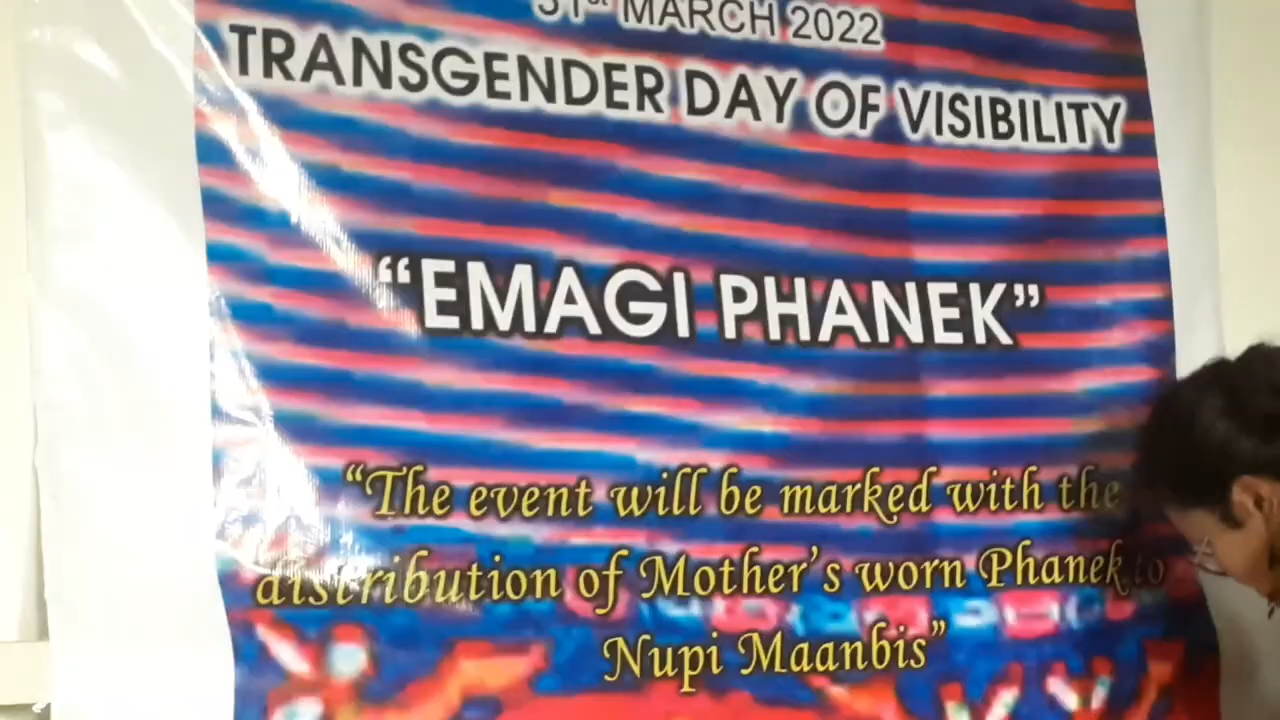 31st MARCH 2022
TRANSGENDER DAY OF VISIBILITY
“EMAGI PHANEK”
“The event will be marked with the
distribution of Mother’s worn Phanek to
Nupi Maanbis”